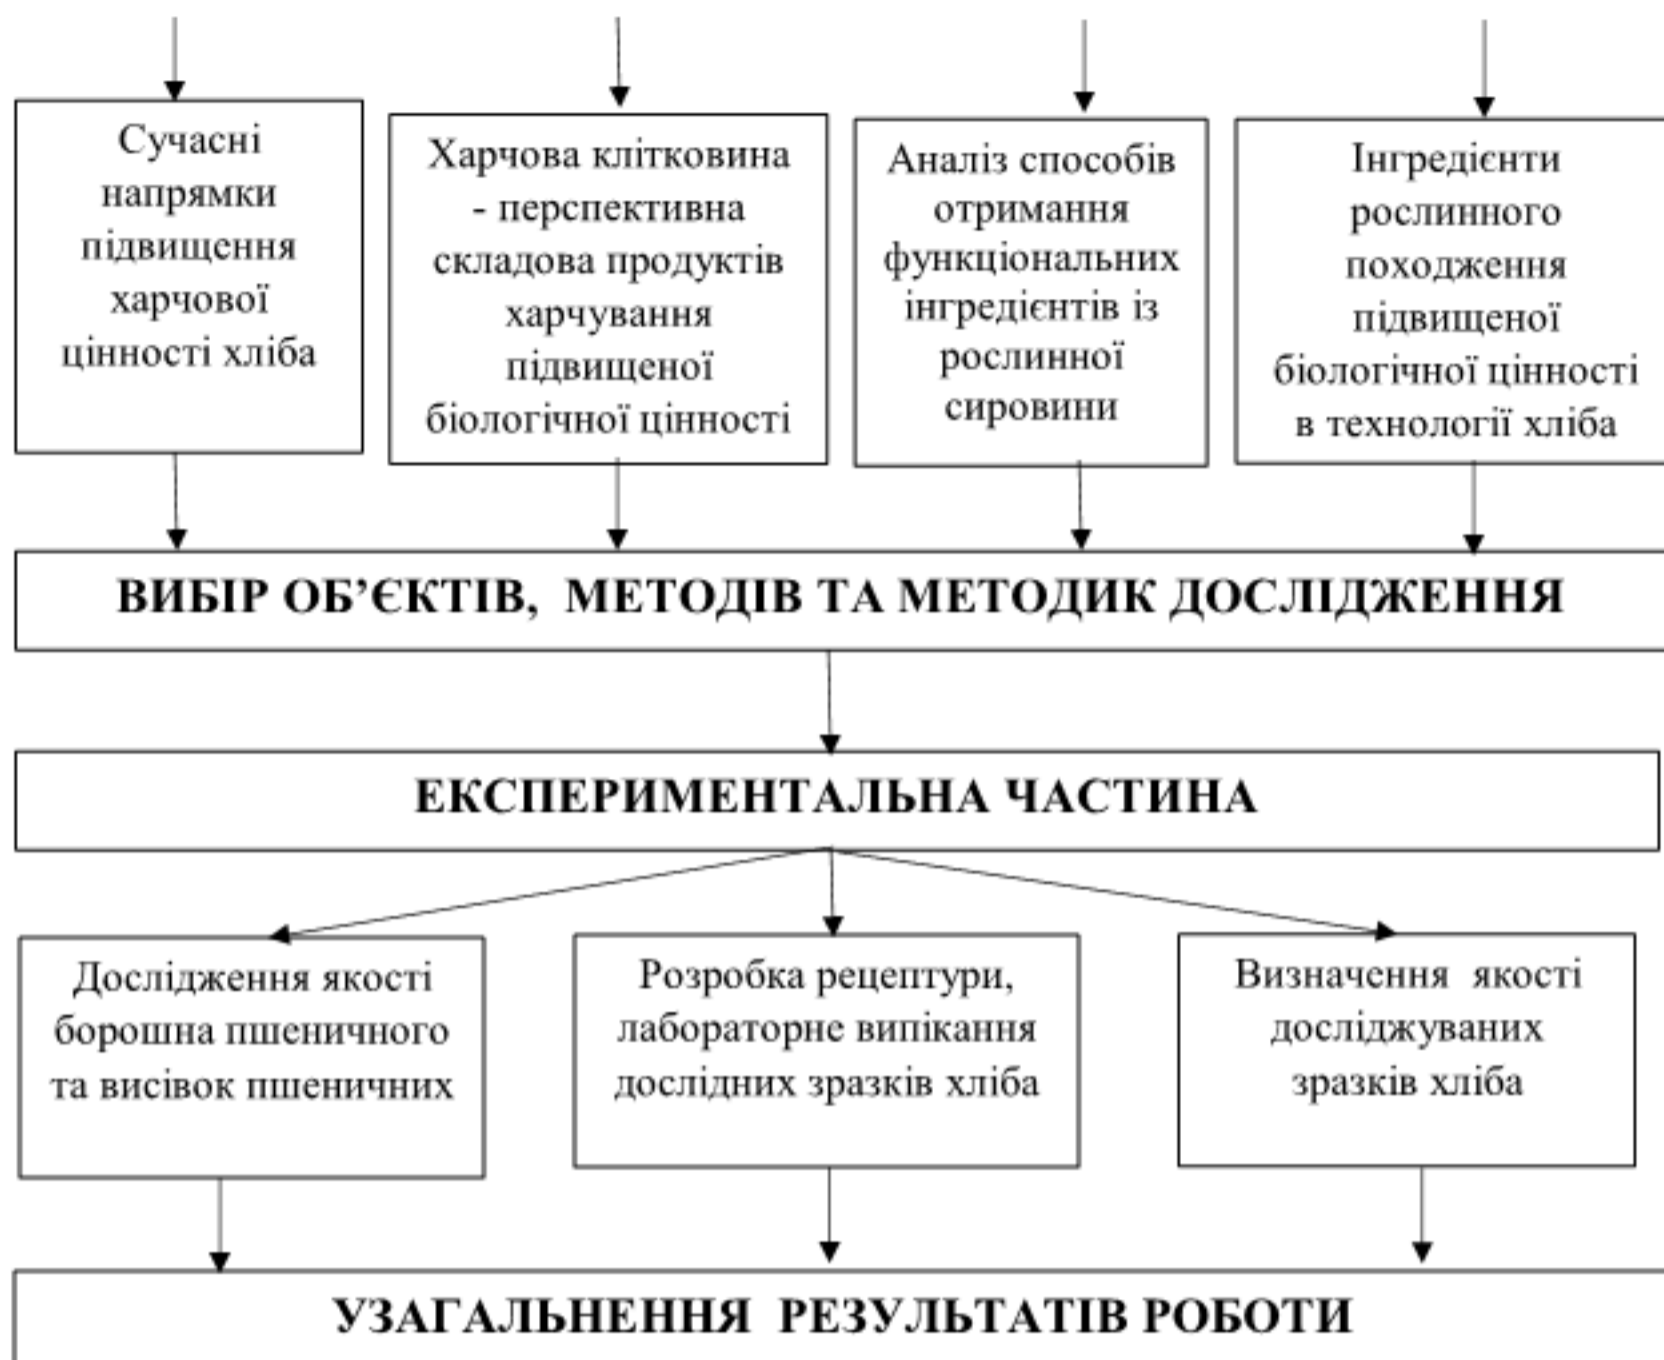 Сучасні
напрямки
підвищення
харчової
цінності хліба
Харчова клітковина
- перспективна
складова продуктів
харчування
підвищеної
біологічної цінності
Аналіз способів
отримання
функціональних
інгредієнтів із
рослинної
сировини
Інгредієнти
рослинного
походження
підвищеної
біологічної цінності
в технології хліба
ВИБІР ОБ’ЄКТІВ, МЕТОДІВ ТА МЕТОДИК ДОСЛІДЖЕННЯ
ЕКСПЕРИМЕНТАЛЬНА ЧАСТИНА
Дослідження якості
борошна пшеничного
та висівок пшеничних
Розробка рецептури,
лабораторне випікання
дослідних зразків хліба
Визначення якості
досліджуваних
зразків хліба
УЗАГАЛЬНЕННЯ РЕЗУЛЬТАТІВ РОБОТИ